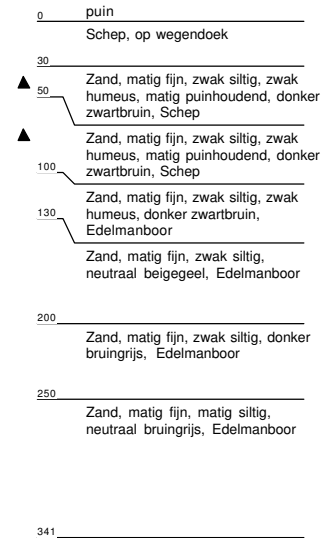 0 puin
Schep, op wegendoek
30
Zand, matig fijn, zwak siltig, zwak
50 humeus, matig puinhoudend, donker
zwartbruin, Schep
Zand, matig fijn, zwak siltig, zwak
humeus, matig puinhoudend, donker
100 zwartbruin, Schep
Zand, matig fijn, zwak siltig, zwak
130 humeus, donker zwartbruin,
Edelmanboor
Zand, matig fijn, zwak siltig,
neutraal beigegeel, Edelmanboor
200
Zand, matig fijn, zwak siltig, donker
bruingrijs, Edelmanboor
250
Zand, matig fijn, matig siltig,
neutraal bruingrijs, Edelmanboor
341